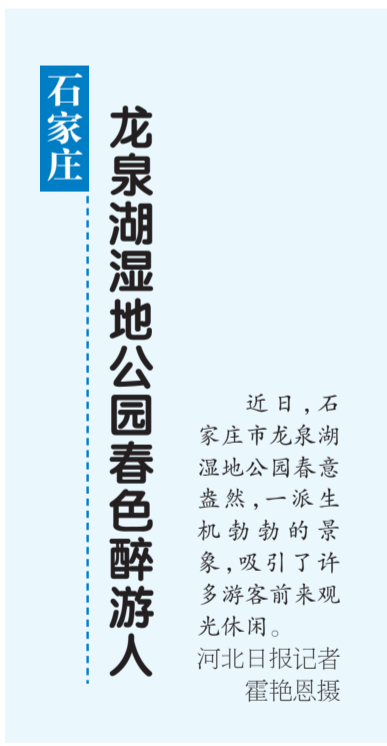 石家庄
龙泉湖湿地公园春色醉游人
近日,石
家庄市龙泉湖
湿地公园春意
盎然,一派生
机勃勃的景
象,吸引了许
多游客前来观
光休闲。
河北日报记者
霍艳恩摄